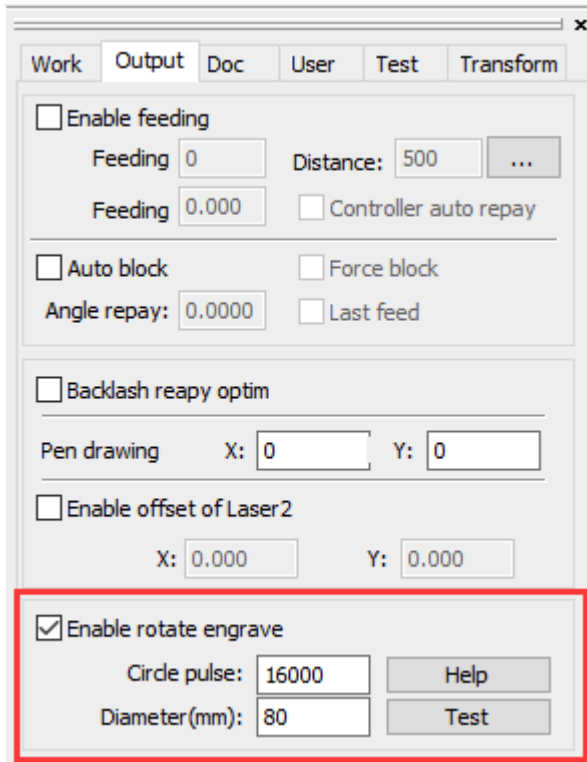 x
Work Output Doc User Test Transform
Enable feeding
Feeding 0 Distance: 500 ...
Feeding 0.000 Controller auto repay
Auto block Force block
Angle repay: 0.0000 Last feed
Backlash reapy optim
Pen drawing X: 0 Y: 0
Enable offset of Laser2
X: 0.000 Y: 0.000
Enable rotate engrave
Circle pulse: 16000 Help
Diameter(mm): 80 Test